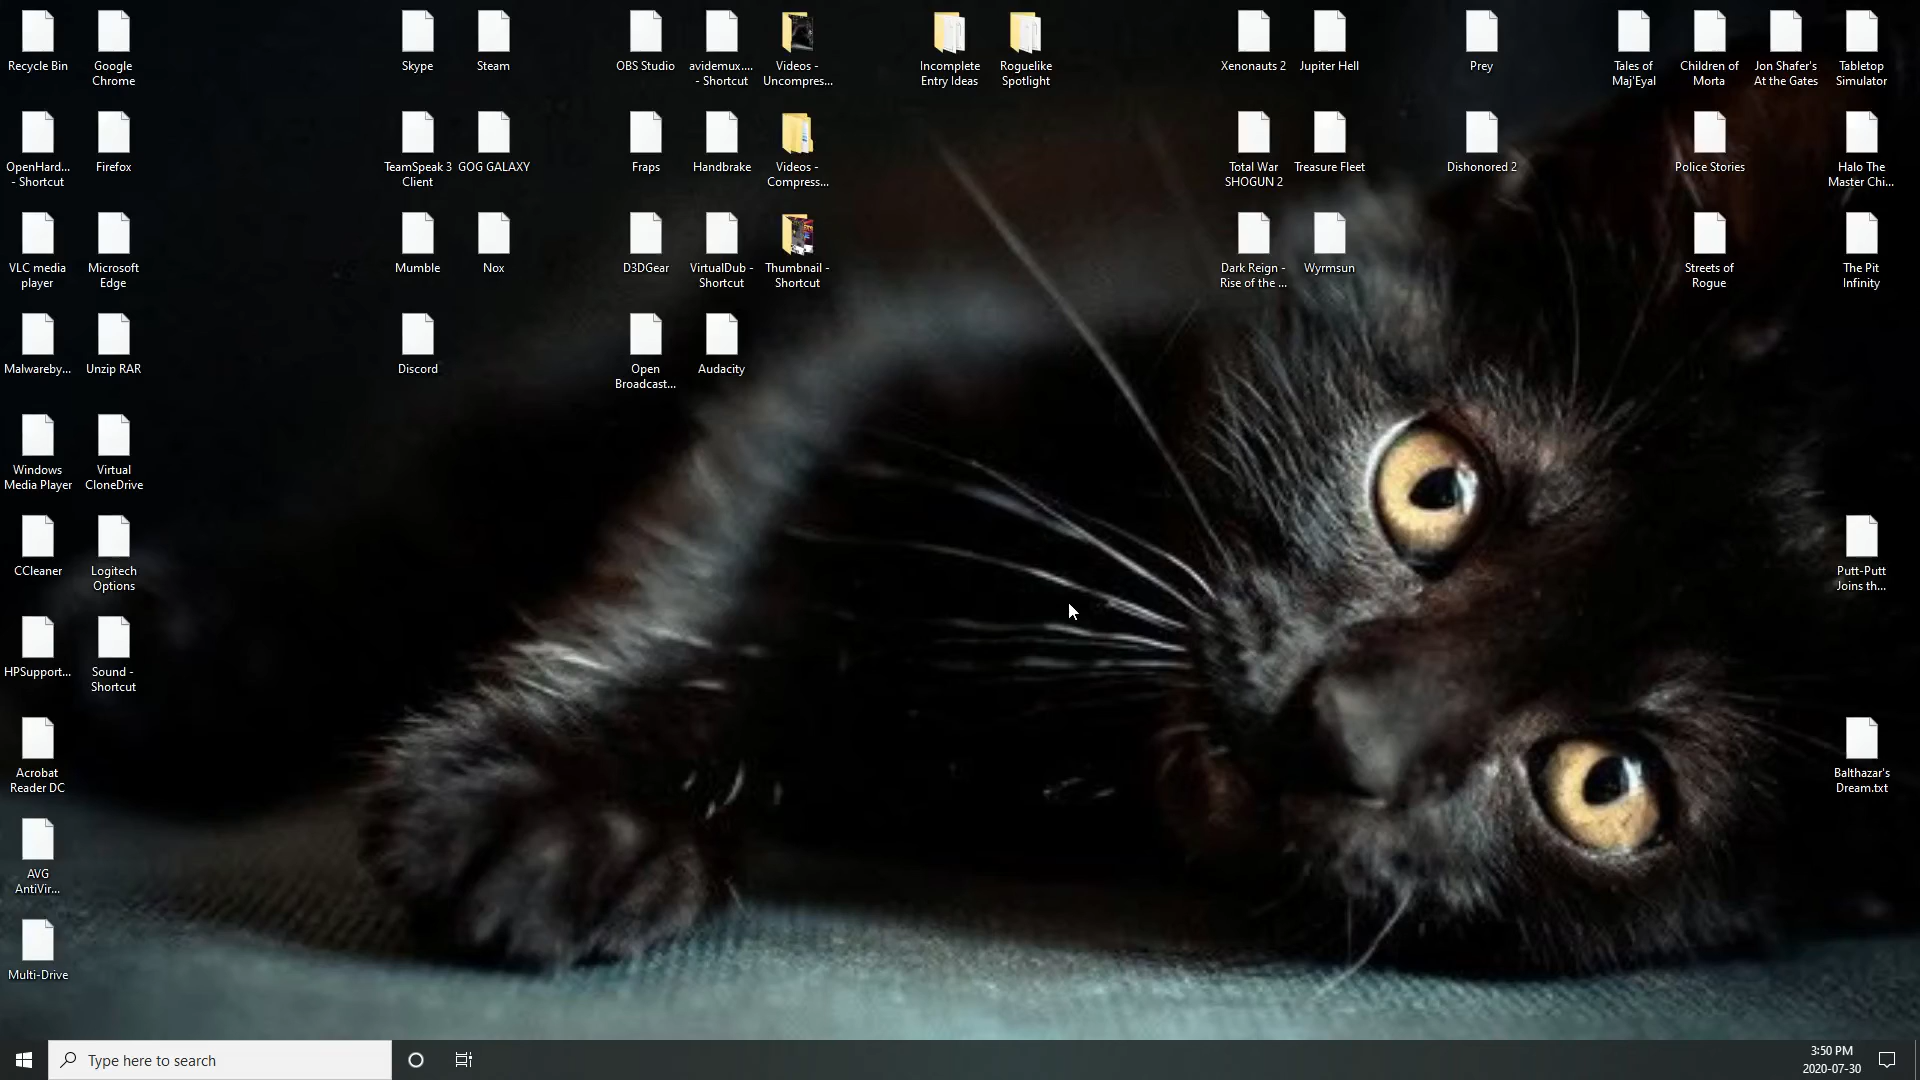 Recycle Bin
Google
Chrome
Skype
Steam
OBS Studio
avidemux....
- Shortcut
Videos -
Uncompres...
Incomplete
Entry Ideas
Roguelike
Spotlight
Xenonauts 2
Jupiter Hell
Prey
Tales of
Maj'Eyal
Children of
Morta
Jon Shafer's
At the Gates
Tabletop
Simulator
OpenHard...
- Shortcut
Firefox
TeamSpeak 3
Client
GOG GALAXY
Fraps
Handbrake
Videos -
Compress...
Total War
SHOGUN 2
Treasure Fleet
Dishonored 2
Police Stories
Halo The
Master Chi...
VLC media
player
Microsoft
Edge
Mumble
Nox
D3DGear
VirtualDub -
Shortcut
Thumbnail -
Shortcut
Dark Reign -
Rise of the ...
Wyrmsun
Streets of
Rogue
The Pit
Infinity
Malwareby...
Unzip RAR
Discord
Open
Broadcast...
Audacity
Windows
Media Player
Virtual
CloneDrive
CCleaner
Logitech
Options
Putt-Putt
Joins th...
HPSupport...
Sound -
Shortcut
Acrobat
Reader DC
Balthazar's
Dream.txt
AVG
AntiVir...
Multi-Drive
Type here to search
3:50 PM
2020-07-30